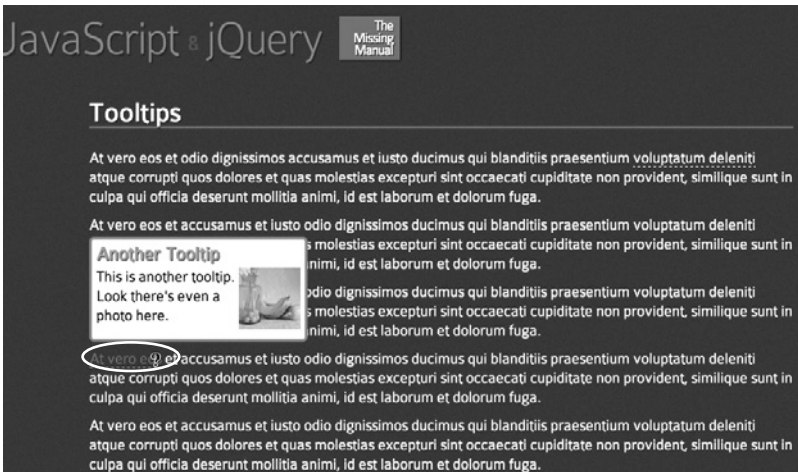 JavaScript & jQuery
The
Missing
Manual
Tooltips
At vero eos et odio dignissimos accusamus et iusto ducimus qui blanditiis praesentium voluptatum deleniti
atque corrupti quos dolores et quas molestias excepturi sint occaecati cupiditate non provident, similique sunt in
culpa qui officia deserunt mollitia animi, id est laborum et dolorum fuga.
At vero eos et accusamus et iusto odio dignissimos ducimus qui blanditiis praesentium voluptatum deleniti
s molestias excepturi sint occaecati cupiditate non provident, similique sunt in
nimi, id est laborum et dolorum fuga.
Another Tooltip
This is another tooltip.
Look there's even a
photo here.
odio dignissimos ducimus qui blanditiis praesentium voluptatum deleniti
s molestias excepturi sint occaecati cupiditate non provident, similique sunt in
nimi, id est laborum et dolorum fuga.
At vero eos et accusamus et iusto odio dignissimos ducimus qui blanditiis praesentium voluptatum deleniti
atque corrupti quos dolores et quas molestias excepturi sint occaecati cupiditate non provident, similique sunt in
culpa qui officia deserunt mollitia animi, id est laborum et dolorum fuga.
At vero eos et accusamus et iusto odio dignissimos ducimus qui blanditiis praesentium voluptatum deleniti
atque corrupti quos dolores et quas molestias excepturi sint occaecati cupiditate non provident, similique sunt in
culpa qui officia deserunt mollitia animi, id est laborum et dolorum fuga.